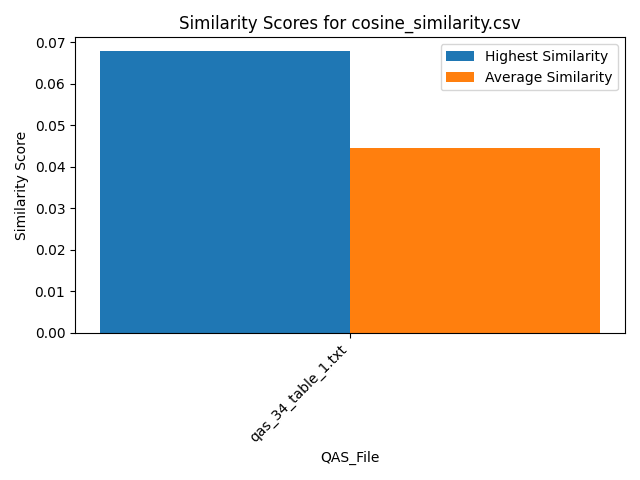 Similarity Scores for cosine_similarity.csv
Highest Similarity
Average Similarity
Similarity Score
0.07
0.06
0.05
0.04
0.03
0.02
0.01
0.00
qas_34_table_1.txt
QAS_File